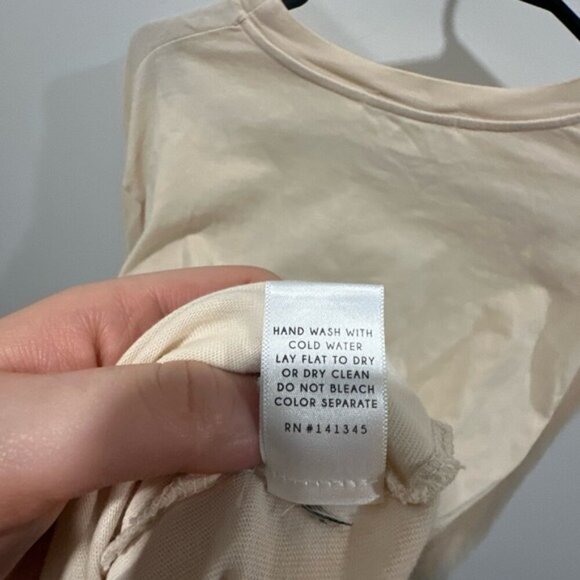 HAND WASH WITH
COLD WATER
LAY FLAT TO DRY
OR DRY CLEAN
DO NOT BLEACH
COLOR SEPARATE
RN #141345